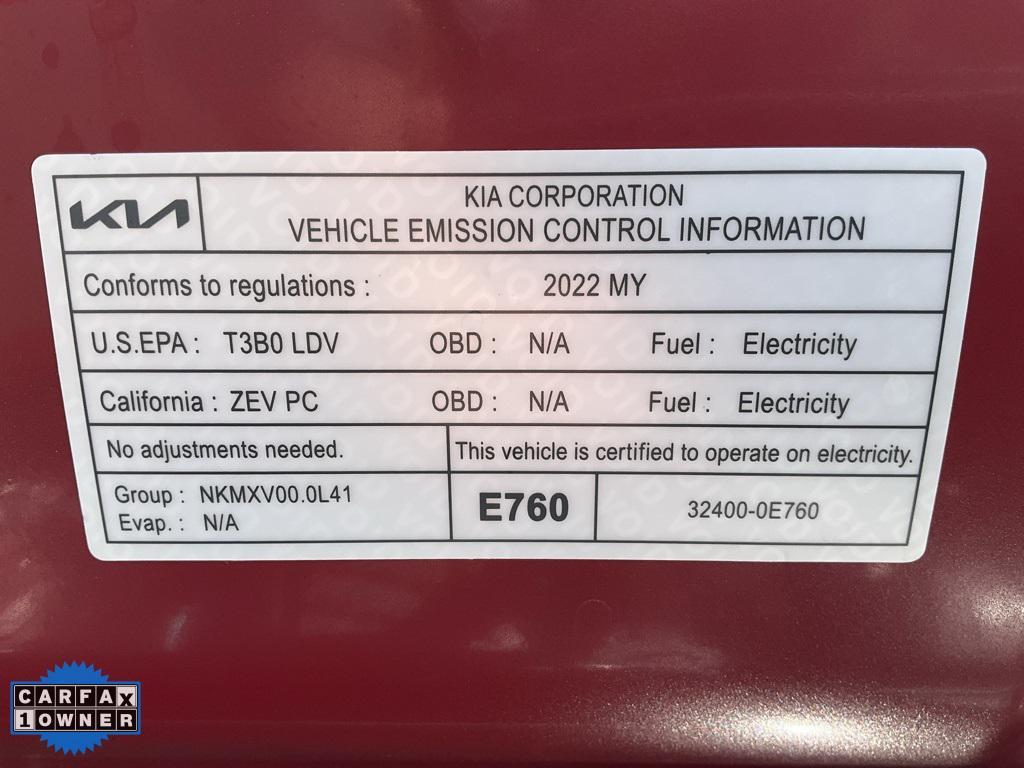 KIA
KIA CORPORATION
VEHICLE EMISSION CONTROL INFORMATION
Conforms to regulations : 2022 MY
U.S.EPA : T3B0 LDV OBD : N/A Fuel : Electricity
California : ZEV PC OBD : N/A Fuel : Electricity
No adjustments needed. This vehicle is certified to operate on electricity.
Group : NKMXV00.0L41
Evap. : N/A
E760
32400-0E760
CARFAX
1 OWNER